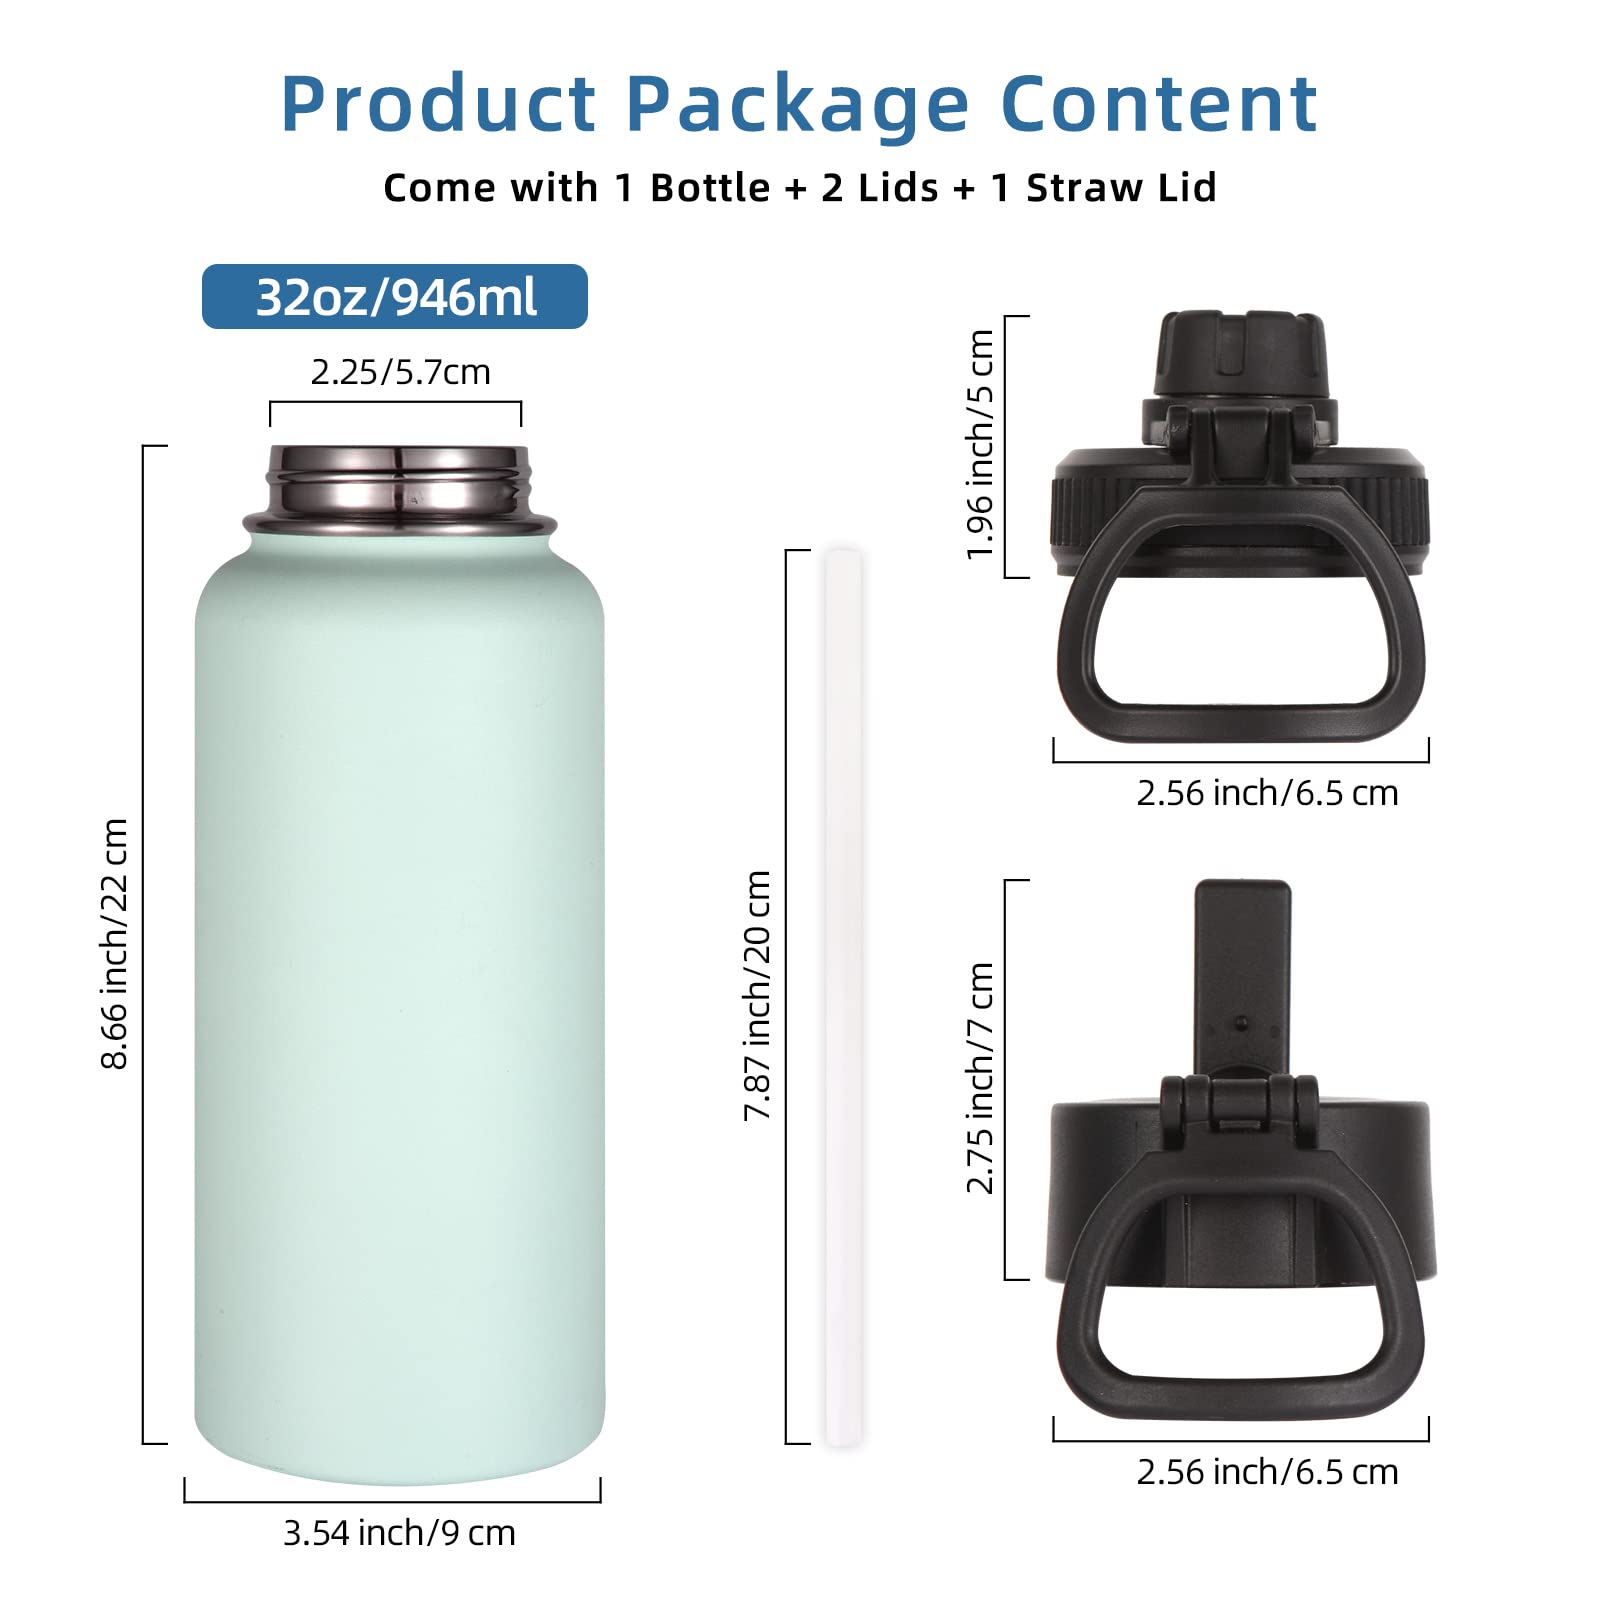 Product Package Content
Come with 1 Bottle + 2 Lids + 1 Straw Lid
32oz/946ml
2.25/5.7cm
8.66 inch/22 cm
3.54 inch/9 cm
7.87 inch/20 cm
1.96 inch/5 cm
2.56 inch/6.5 cm
2.75 inch/7 cm
2.56 inch/6.5 cm